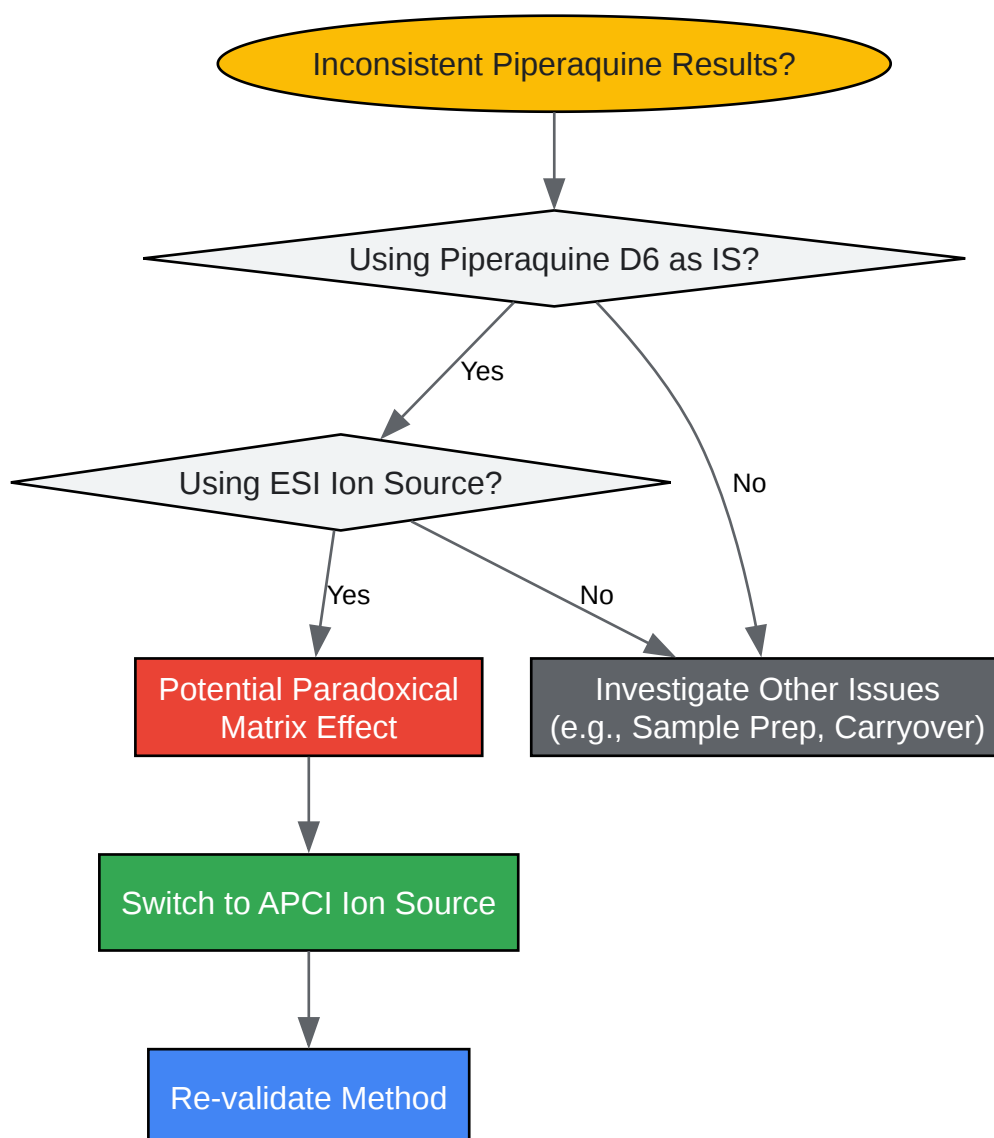 Inconsistent Piperaquine Results?
Using Piperaquine D6 as IS?
Yes
Using ESI Ion Source?
No
Yes
No
Potential Paradoxical
Matrix Effect
Investigate Other Issues
(e.g., Sample Prep, Carryover)
Switch to APCI Ion Source
Re-validate Method